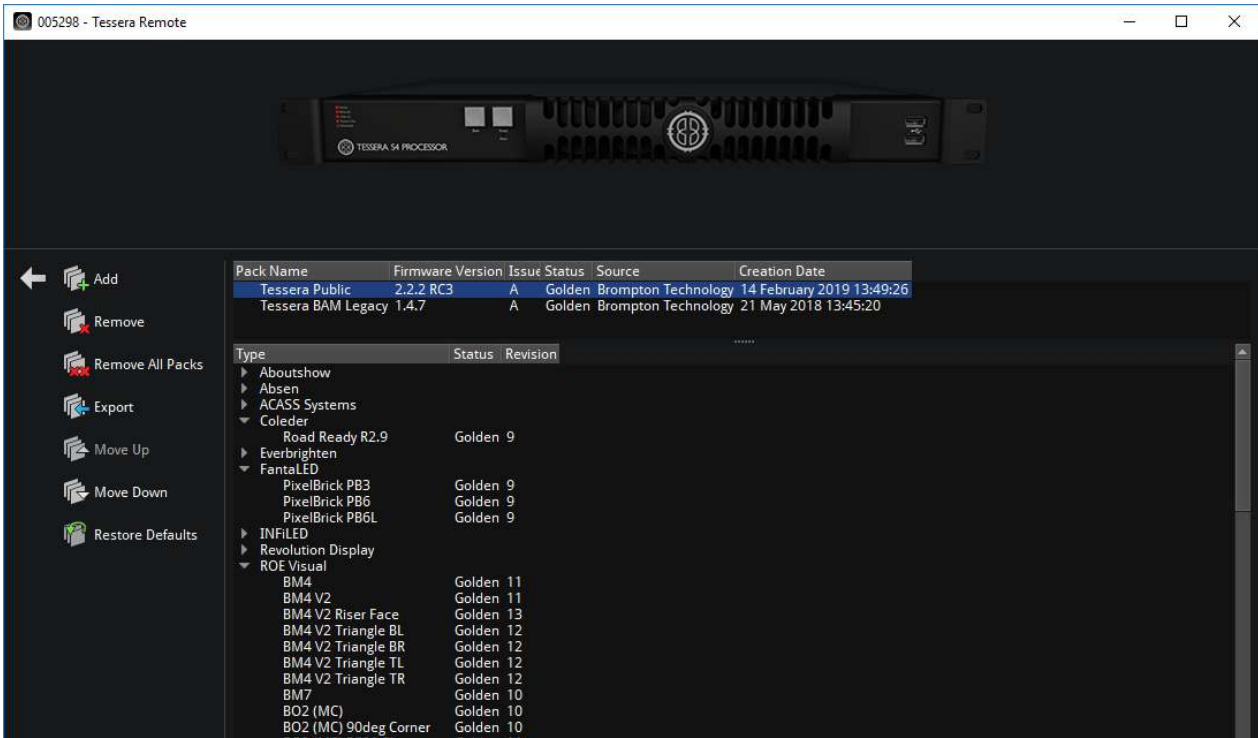 005298 - Tessera Remote
TESSERA S4 PROCESSOR
Add
Remove
Remove All Packs
Export
Move Up
Move Down
Restore Defaults
Pack Name Firmware Version Issue Status Source Creation Date
Tessera Public 2.2.2 RC3 A Golden Brompton Technology 14 February 2019 13:49:26
Tessera BAM Legacy 1.4.7 A Golden Brompton Technology 21 May 2018 13:45:20
Type Status Revision
Aboutshow
Absen
ACASS Systems
Coleder
Road Ready R2.9 Golden 9
Everbrighten
FantaLED
PixelBrick PB3 Golden 9
PixelBrick PB6 Golden 9
PixelBrick PB6L Golden 9
INFiLED
Revolution Display
ROE Visual
BM4 Golden 11
BM4 V2 Golden 11
BM4 V2 Riser Face Golden 13
BM4 V2 Triangle BL Golden 12
BM4 V2 Triangle BR Golden 12
BM4 V2 Triangle TL Golden 12
BM4 V2 Triangle TR Golden 12
BM7 Golden 10
BO2 (MC) Golden 10
BO2 (MC) 90deg Corner Golden 10